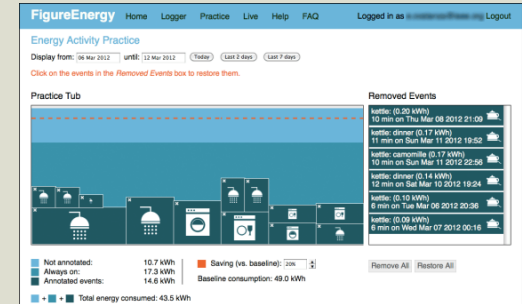 FigureEnergy Home Logger Practice Live Help FAQ Logged in as Logout
Energy Activity Practice
Display from: 06 Mar 2012 until: 12 Mar 2012 Today Last 2 days Last 7 days
Click on the events in the Removed Events box to restore them.
Practice Tub
Removed Events
kettle: (0.20 kWh)
10 min on Thu Mar 08 2012 21:09
kettle: dinner (0.17 kWh)
11 min on Sun Mar 11 2012 19:52
kettle: camomille (0.17 kWh)
10 min on Sun Mar 11 2012 22:56
kettle: dinner (0.14 kWh)
12 min on Sat Mar 10 2012 19:24
kettle: (0.10 kWh)
6 min on Tue Mar 06 2012 20:36
kettle: (0.09 kWh)
6 min on Wed Mar 07 2012 00:16
Remove All Restore All
Not annotated: 10.7 kWh
Always on: 17.3 kWh
Annotated events: 14.6 kWh
Saving (vs. baseline): 20%
Baseline consumption: 49.0 kWh
+ + Total energy consumed: 43.5 kWh